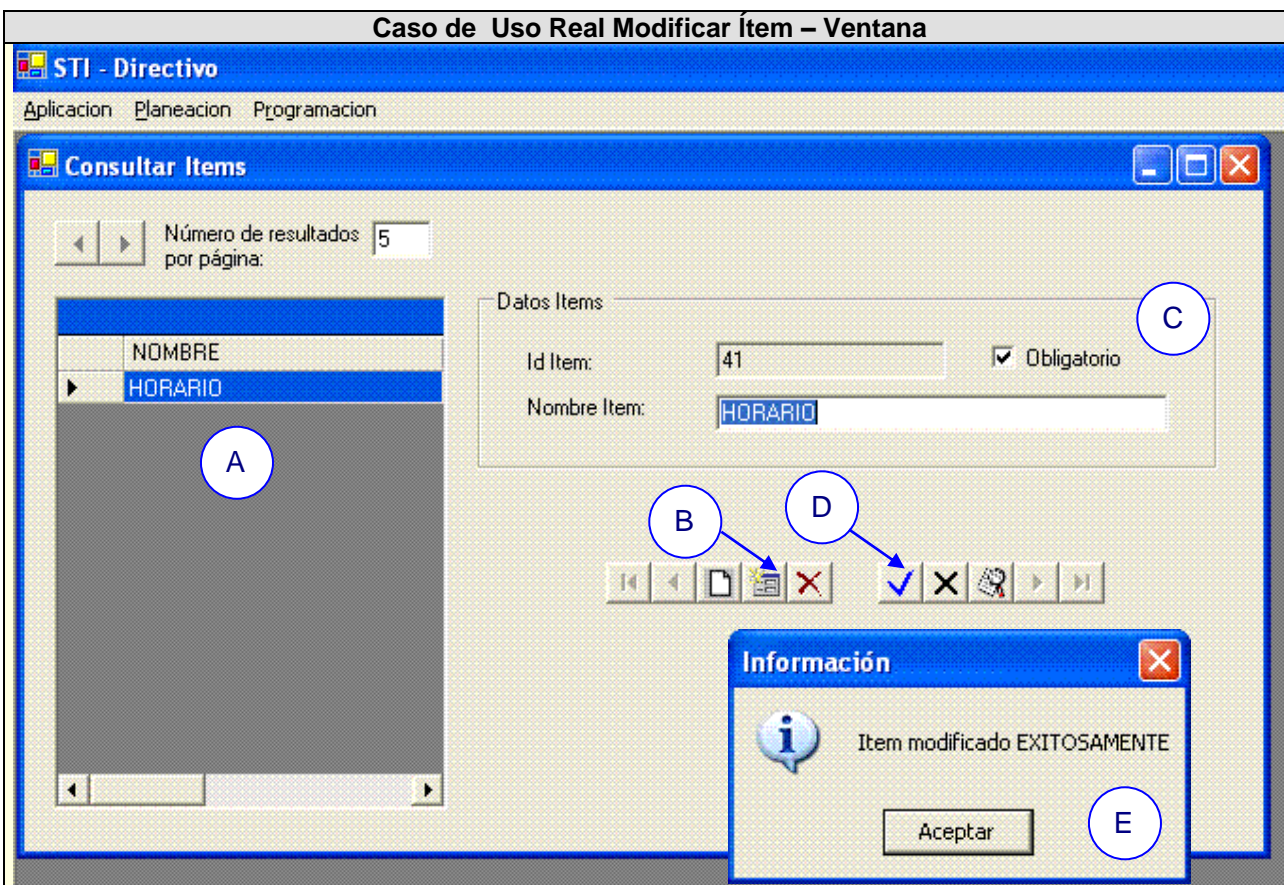 Caso de Uso Real Modificar Ítem – Ventana
STI - Directivo
Aplicacion Planeacion Programacion
Consultar Items
Número de resultados
por página:
5
Datos Items
C
NOMBRE
Id Item:
41
Obligatorio
HORARIO
Nombre Item:
HORARIO
A
B
D
Información
Item modificado EXITOSAMENTE
Aceptar
E